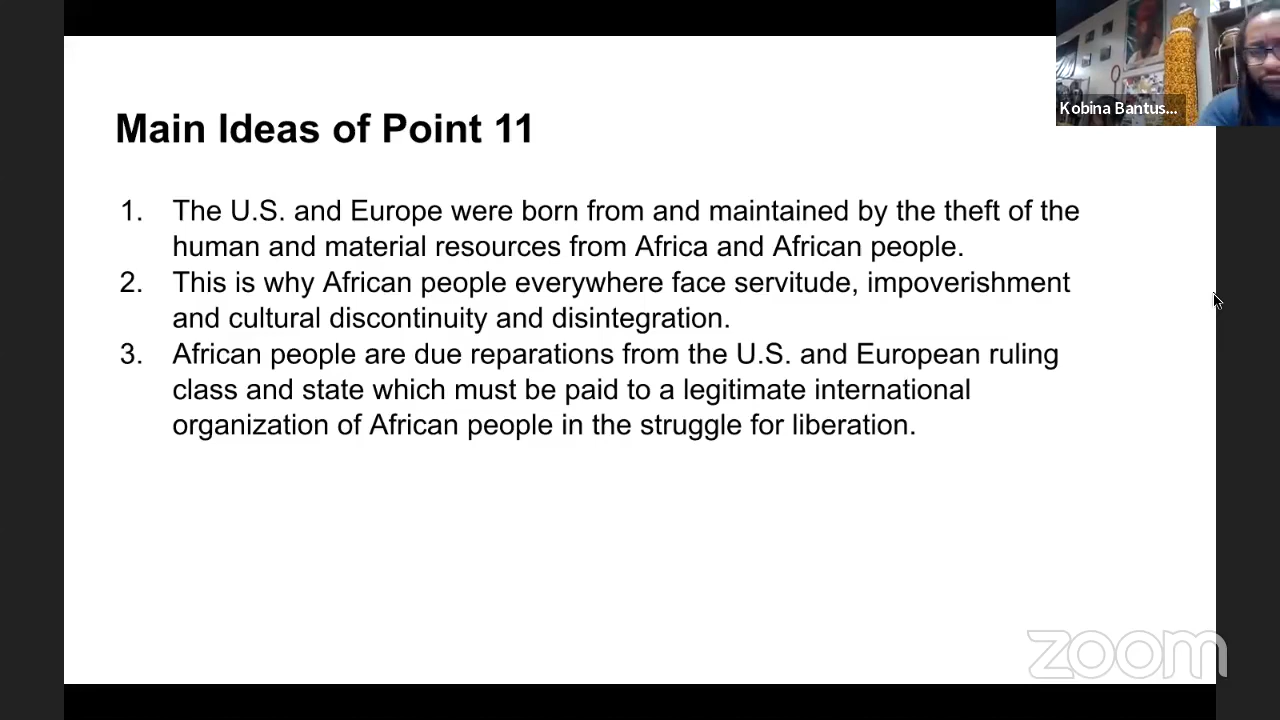 Kobina Bantus...
Main Ideas of Point 11
1. The U.S. and Europe were born from and maintained by the theft of the
human and material resources from Africa and African people.
2. This is why African people everywhere face servitude, impoverishment
and cultural discontinuity and disintegration.
3. African people are due reparations from the U.S. and European ruling
class and state which must be paid to a legitimate international
organization of African people in the struggle for liberation.
zoom